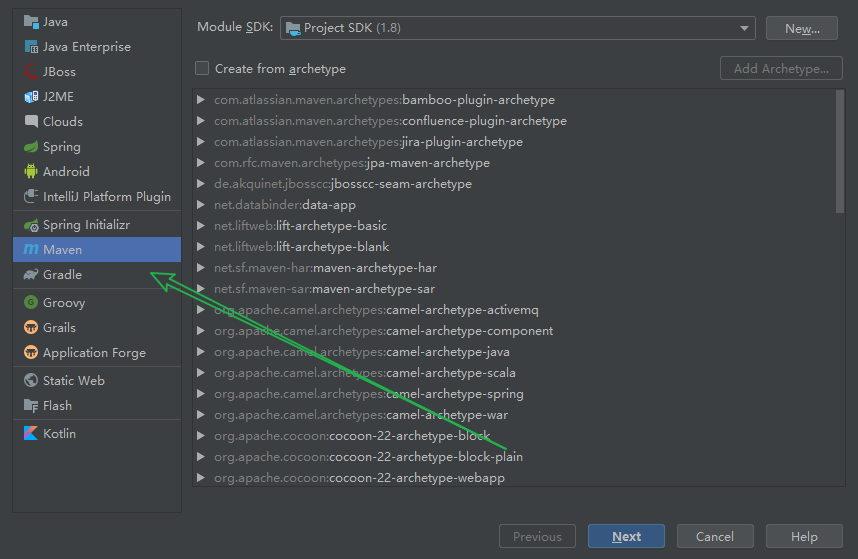 Java
Java Enterprise
JBoss
J2ME
Clouds
Spring
Android
IntelliJ Platform Plugin
Spring Initializr
Maven
Gradle
Groovy
Grails
Application Forge
Static Web
Flash
Kotlin
Module SDK: Project SDK (1.8) New...
Create from archetype Add Archetype...
com.atlassian.maven.archetypes:bamboo-plugin-archetype
com.atlassian.maven.archetypes:confluence-plugin-archetype
com.atlassian.maven.archetypes:jira-plugin-archetype
com.rfc.maven.archetypes:jpa-maven-archetype
de.akquinet.jbosscc:jbosscc-seam-archetype
net.databinder:data-app
net.liftweb:lift-archetype-basic
net.liftweb:lift-archetype-blank
net.sf.maven-har:maven-archetype-har
net.sf.maven-sar:maven-archetype-sar
org.apache.camel.archetypes:camel-archetype-activemq
org.apache.camel.archetypes:camel-archetype-component
org.apache.camel.archetypes:camel-archetype-java
org.apache.camel.archetypes:camel-archetype-scala
org.apache.camel.archetypes:camel-archetype-spring
org.apache.camel.archetypes:camel-archetype-war
org.apache.cocoon:cocoon-22-archetype-block
org.apache.cocoon:cocoon-22-archetype-block-plain
org.apache.cocoon:cocoon-22-archetype-webapp
Previous Next Cancel Help